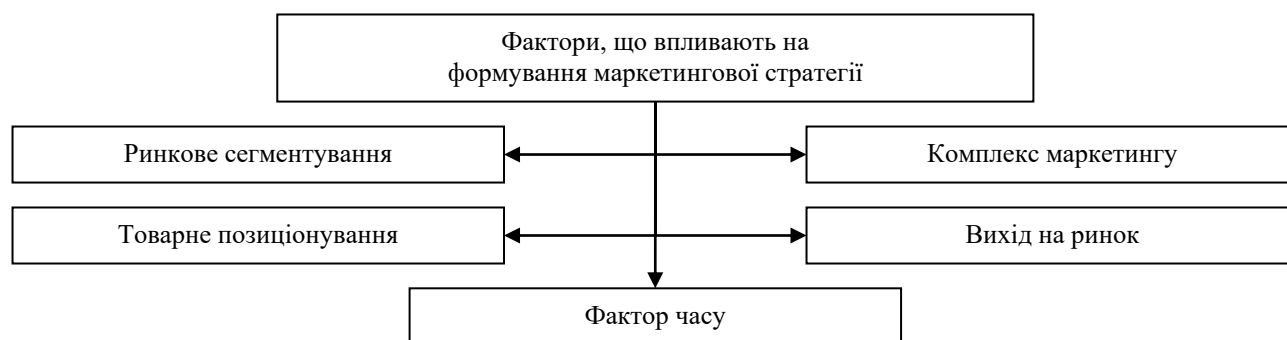 Фактори, що впливають на
формування маркетингової стратегії
Ринкове сегментування
Комплекс маркетингу
Товарне позиціонування
Вихід на ринок
Фактор часу